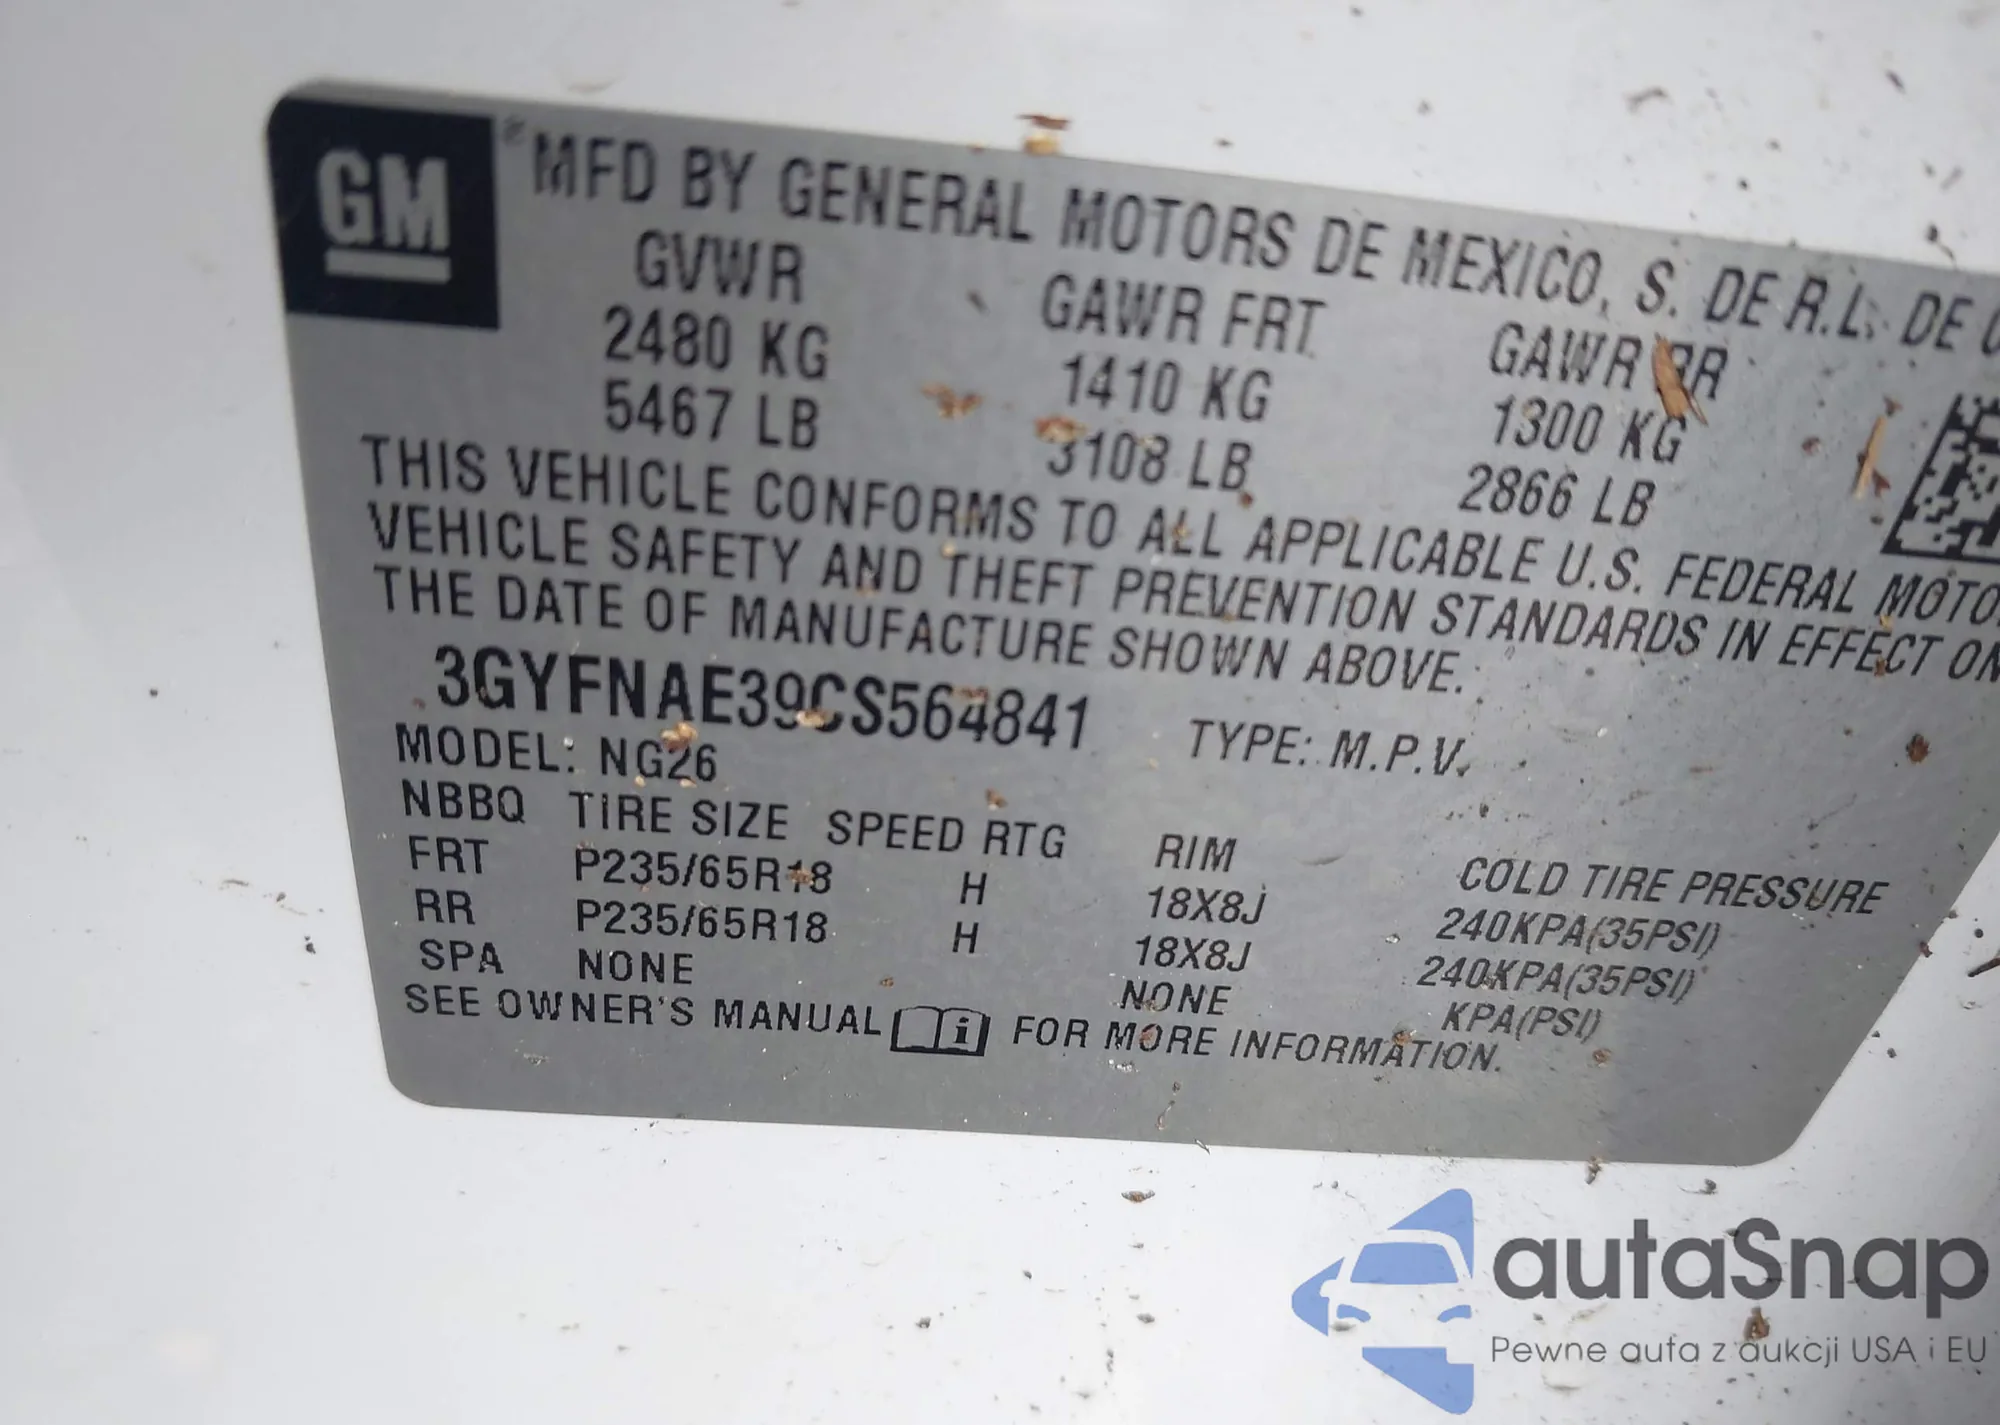 GM
MFD BY GENERAL MOTORS DE MEXICO, S. DE R.L. DE
GVWR GAWR FRT GAWR RR
2480 KG 1410 KG 1300 KG
5467 LB 3108 LB 2866 LB
THIS VEHICLE CONFORMS TO ALL APPLICABLE U.S. FEDERAL MOTO
VEHICLE SAFETY AND THEFT PREVENTION STANDARDS IN EFFECT ON
THE DATE OF MANUFACTURE SHOWN ABOVE.
3GYFNAE39CS564841 TYPE: M.P.V.
MODEL: NG26
NBBQ TIRE SIZE SPEED RTG RIM COLD TIRE PRESSURE
FRT P235/65R18 H 18X8J 240KPA(35PSI)
RR P235/65R18 H 18X8J 240KPA(35PSI)
SPA NONE NONE KPA(PSI)
SEE OWNER'S MANUAL i FOR MORE INFORMATION.
autaSnap
Pewne auta z aukcji USA i EU